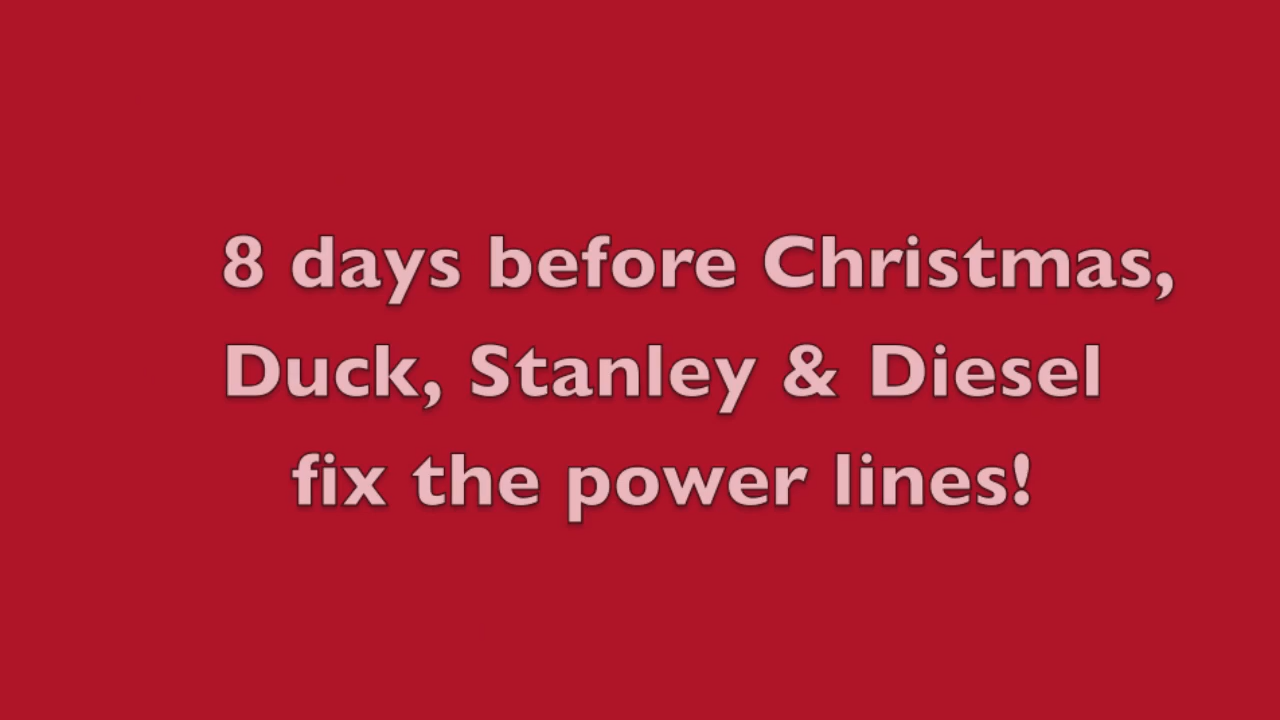 8 days before Christmas,
Duck, Stanley & Diesel
fix the power lines!